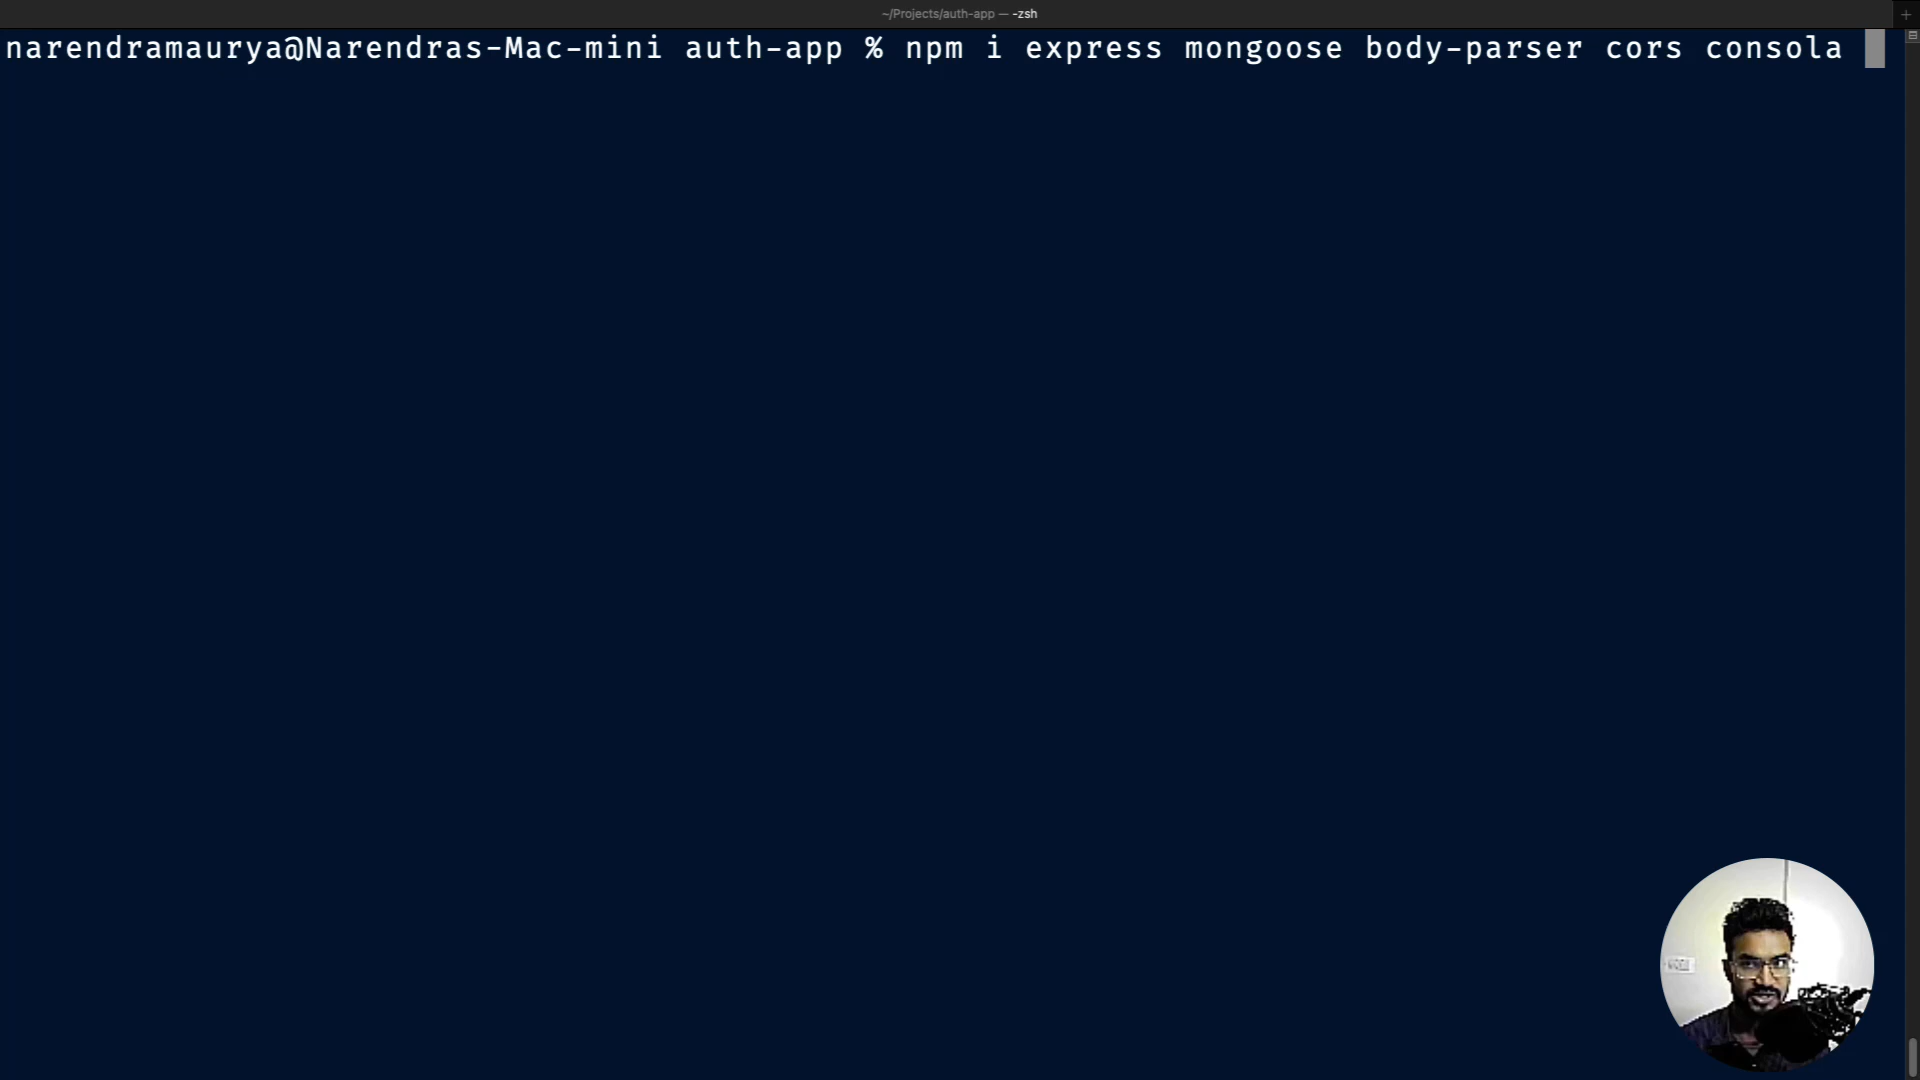 ~/Projects/auth-app — -zsh
narendramaurya@Narendras-Mac-mini auth-app % npm i express mongoose body-parser cors consola